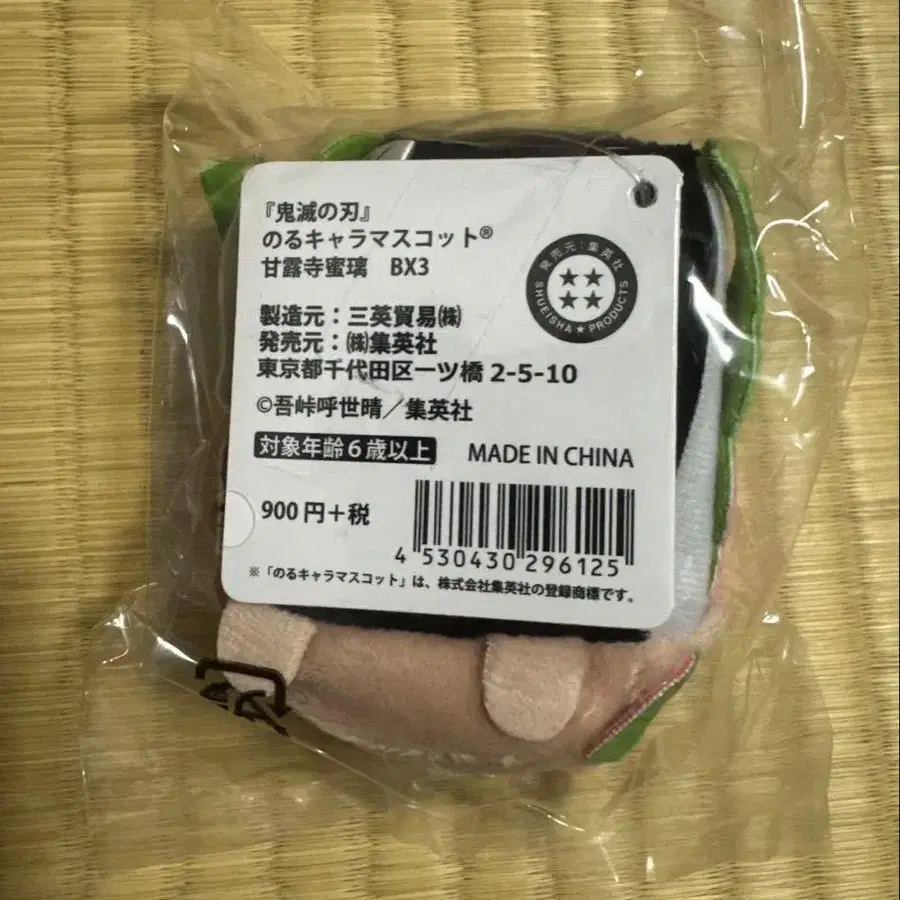 『鬼滅の刃』
のるキャラマスコット®
甘露寺蜜璃 BX3
発売元：集英社
SHUEISHA★PRODUCTS
製造元：三英貿易㈱
発売元：㈱集英社
東京都千代田区一ツ橋 2-5-10
©吾峠呼世晴／集英社
対象年齢６歳以上 MADE IN CHINA
900 円＋税
4 530430 296125
※「のるキャラマスコット」は、株式会社集英社の登録商標です。